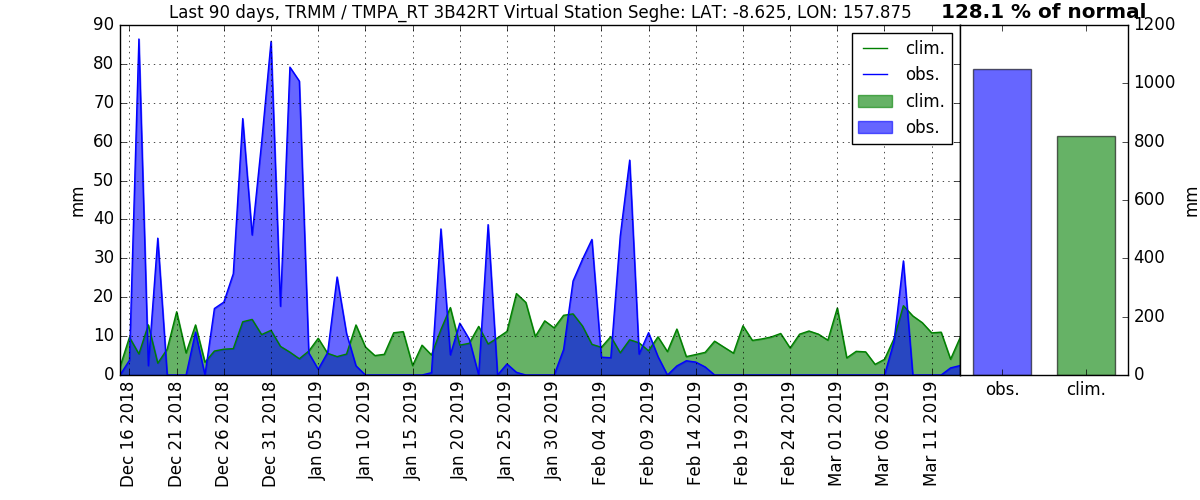 Last 90 days, TRMM / TMPA_RT 3B42RT Virtual Station Seghe: LAT: -8.625, LON: 157.875
128.1 % of normal
90
80
70
60
50
40
30
20
10
0
mm
clim.
obs.
clim.
obs.
Dec 16 2018
Dec 21 2018
Dec 26 2018
Dec 31 2018
Jan 05 2019
Jan 10 2019
Jan 15 2019
Jan 20 2019
Jan 25 2019
Jan 30 2019
Feb 04 2019
Feb 09 2019
Feb 14 2019
Feb 19 2019
Feb 24 2019
Mar 01 2019
Mar 06 2019
Mar 11 2019
1200
1000
800
600
400
200
0
mm
obs.
clim.